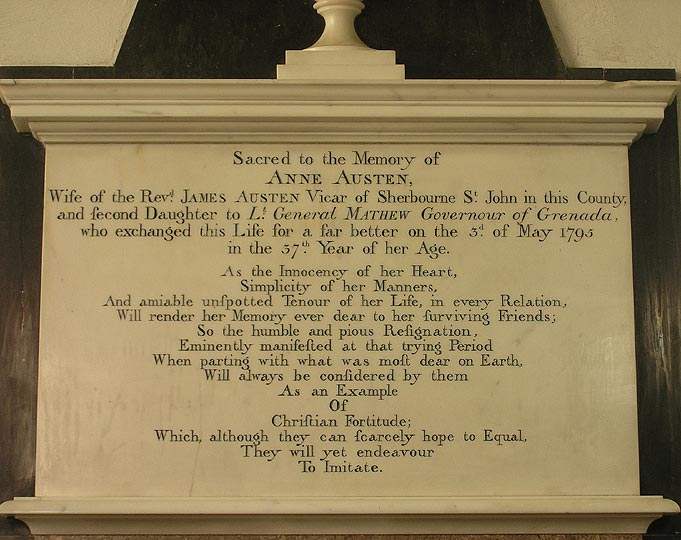 Sacred to the Memory of
ANNE AUSTEN,
Wife of the Revd. JAMES AUSTEN Vicar of Sherbourne St. John in this County,
and ſecond Daughter to Lt. General MATHEW Governour of Grenada,
who exchanged this Life for a far better on the 3d. of May 1795
in the 37th. Year of her Age.
As the Innocency of her Heart,
Simplicity of her Manners,
And amiable unſpotted Tenour of her Life, in every Relation,
Will render her Memory ever dear to her ſurviving Friends;
So the humble and pious Reſignation,
Eminently manifeſted at that trying Period
When parting with what was moſt dear on Earth,
Will always be conſidered by them
As an Example
Of
Chriſtian Fortitude;
Which, although they can ſcarcely hope to Equal,
They will yet endeavour
To Imitate.